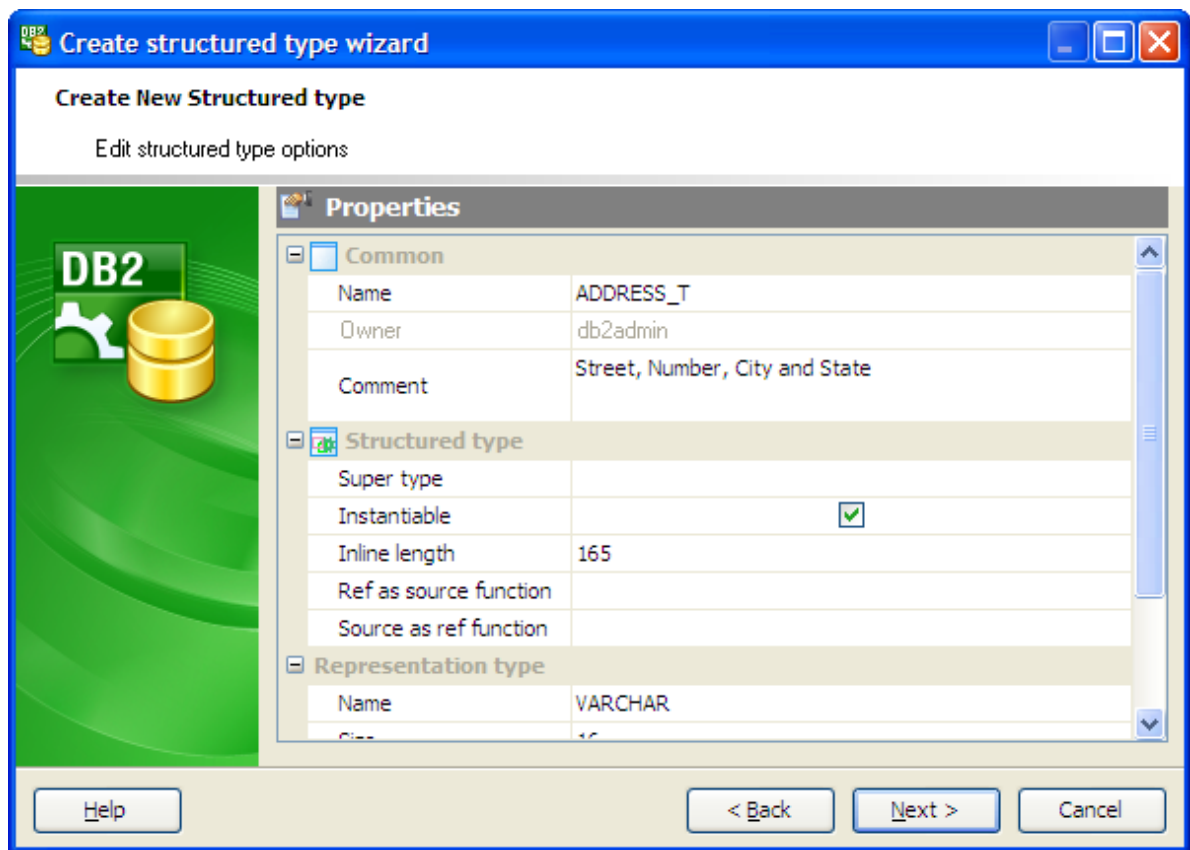 Create structured type wizard
Create New Structured type
Edit structured type options
DB2
Properties
Common
Name ADDRESS_T
Owner db2admin
Comment Street, Number, City and State
Structured type
Super type
Instantiable
Inline length 165
Ref as source function
Source as ref function
Representation type
Name VARCHAR
Help < Back Next > Cancel